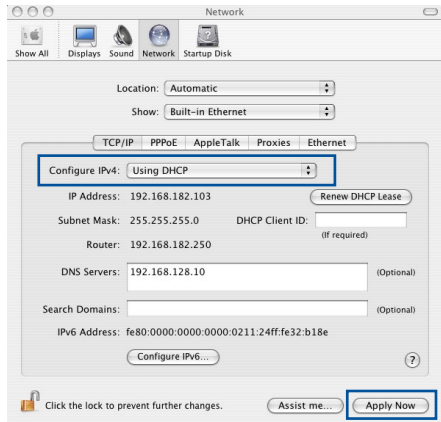 Network
Show All Displays Sound Network Startup Disk
Location: Automatic
Show: Built-in Ethernet
TCP/IP PPPoE AppleTalk Proxies Ethernet
Configure IPv4: Using DHCP
IP Address: 192.168.182.103 Renew DHCP Lease
Subnet Mask: 255.255.255.0 DHCP Client ID:
(If required)
Router: 192.168.182.250
DNS Servers: 192.168.128.10 (Optional)
Search Domains: (Optional)
IPv6 Address: fe80:0000:0000:0000:0211:24ff:fe32:b18e
Configure IPv6... ?
Click the lock to prevent further changes. Assist me... Apply Now